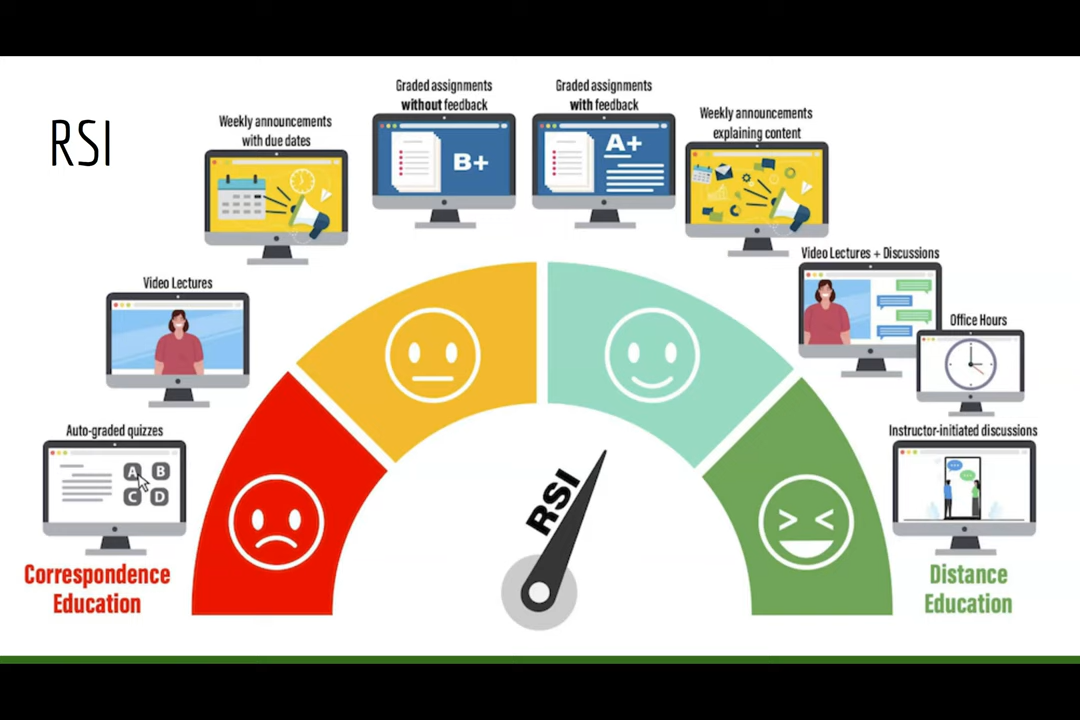 RSI
Graded assignments
without feedback
B+
Graded assignments
with feedback
A+
Weekly announcements
with due dates
Weekly announcements
explaining content
Video Lectures
Video Lectures + Discussions
Office Hours
Auto-graded quizzes
A B
C D
Instructor-initiated discussions
RSI
Correspondence
Education
Distance
Education